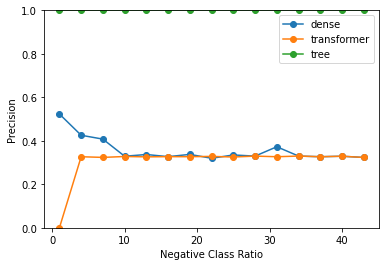 1.0
0.8
0.6
0.4
0.2
0.0
Precision
dense
transformer
tree
0 10 20 30 40
Negative Class Ratio